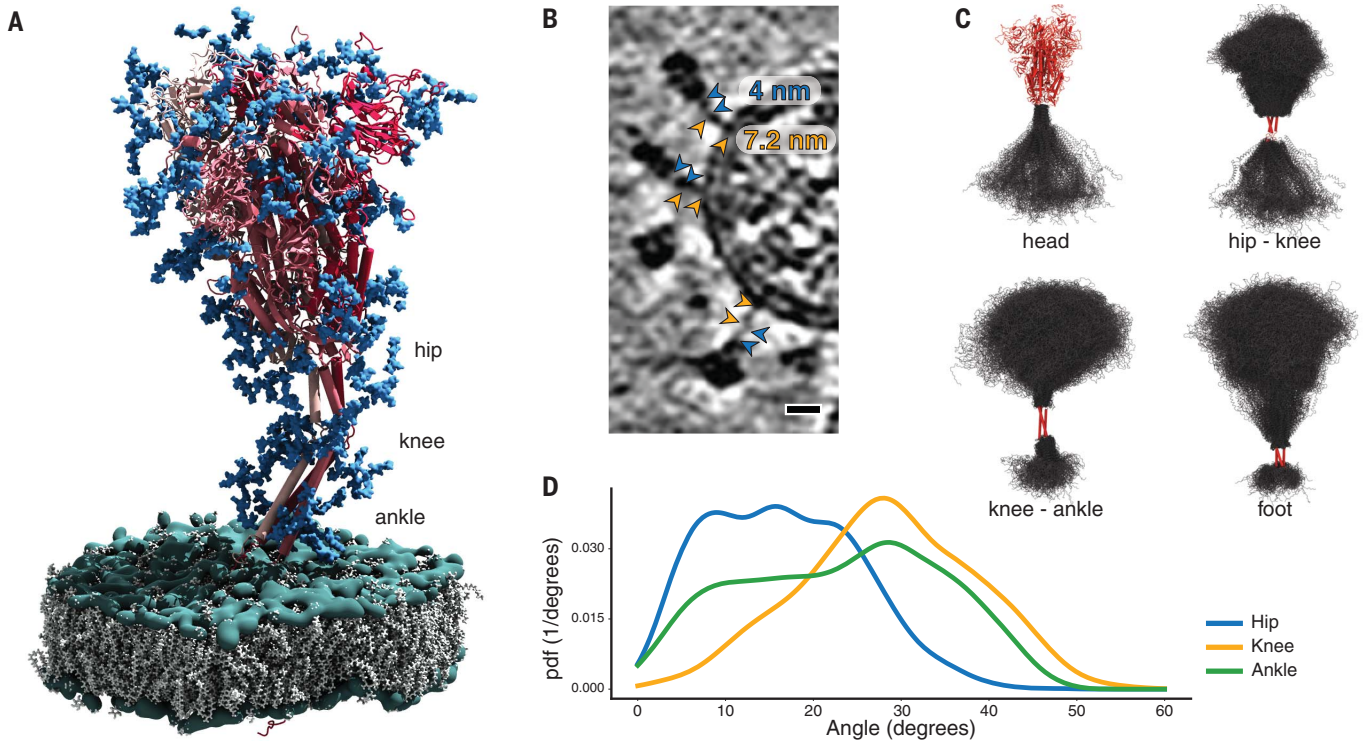 A
hip
knee
ankle
B
4 nm
7.2 nm
C
head
hip - knee
knee - ankle
foot
D
pdf (1/degrees)
0.030
0.015
0.000
0
10
20
30
40
50
60
Angle (degrees)
Hip
Knee
Ankle